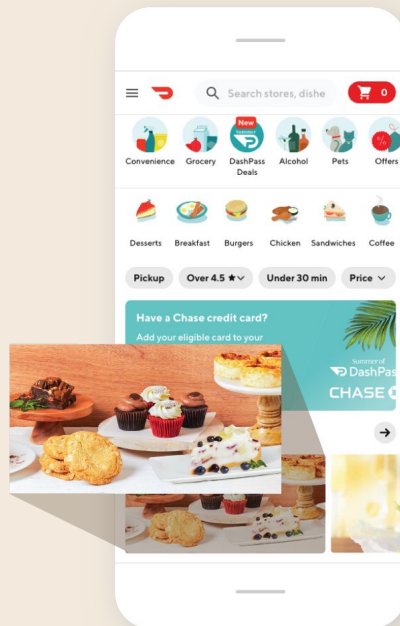 Search stores, dishe
0
New
Summer
Convenience
Grocery
DashPass
Deals
Alcohol
Pets
Offers
Desserts
Breakfast
Burgers
Chicken
Sandwiches
Coffee
Pickup
Over 4.5 ★
Under 30 min
Price
Have a Chase credit card?
Add your eligible card to your
Summer of
DashPas
CHASE